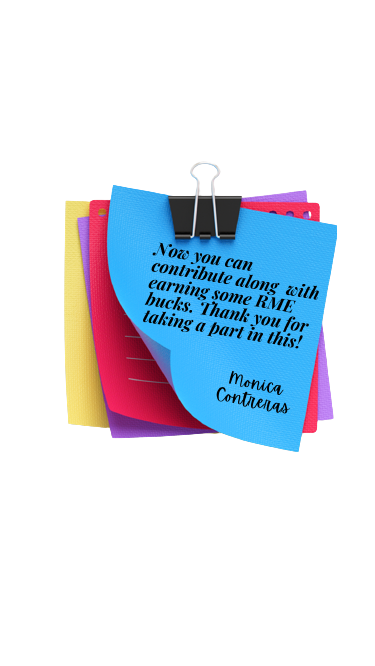 Now you can
contribute along with
earning some RME
bucks. Thank you for
taking a part in this!
Monica
Contreras